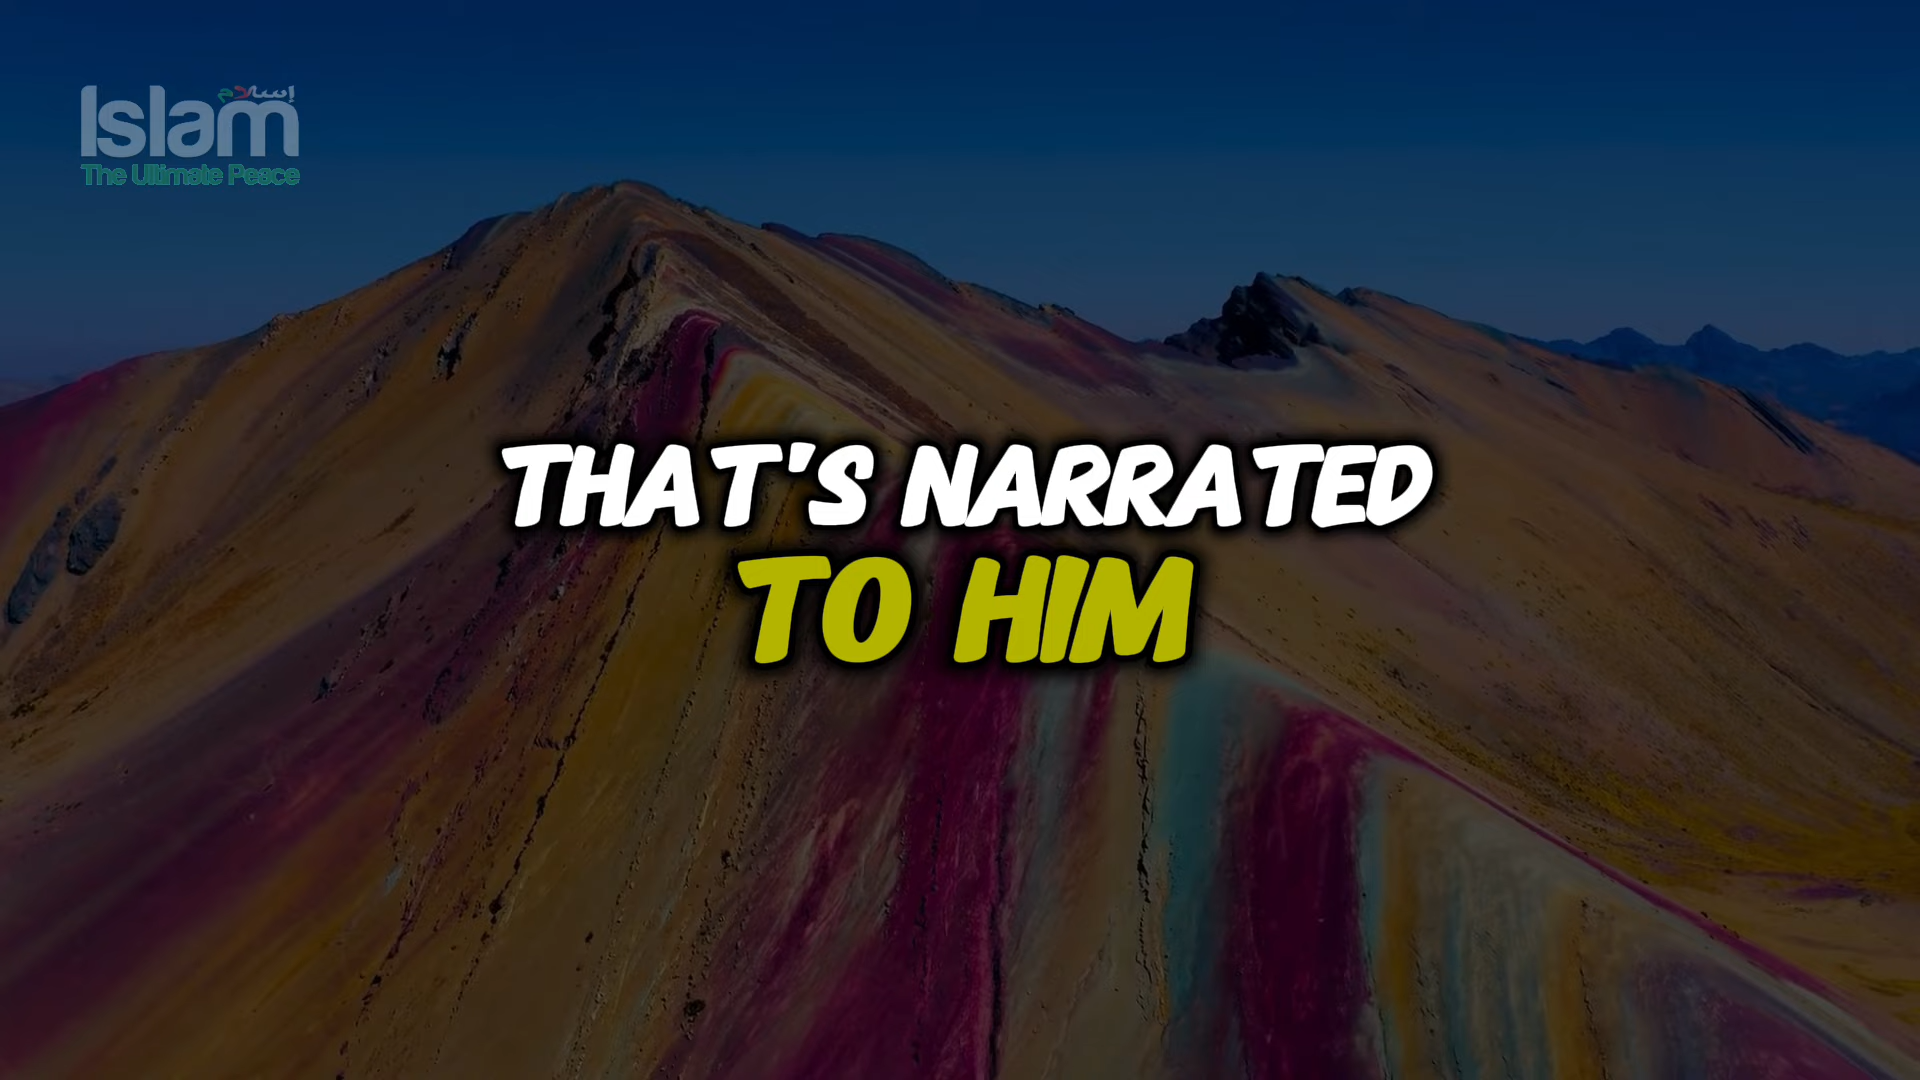 إسلام
Islam
The Ultimate Peace
THAT'S NARRATED
TO HIM